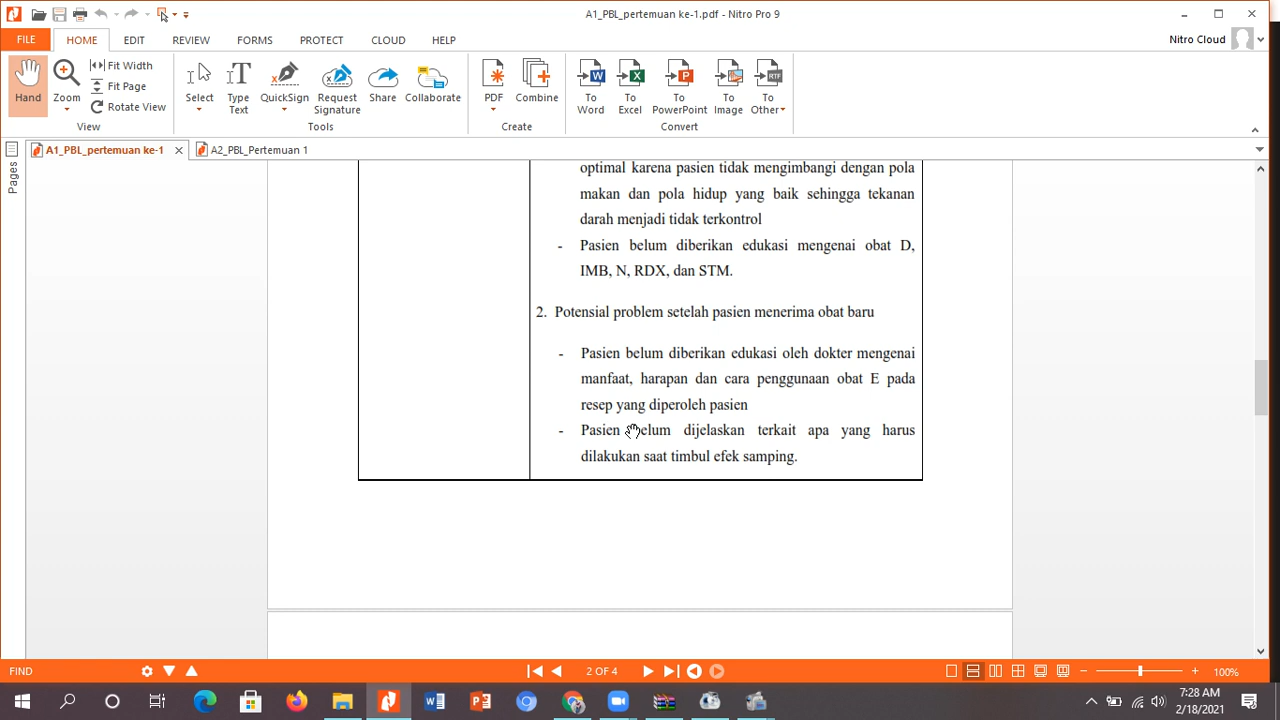 A1_PBL_pertemuan ke-1.pdf - Nitro Pro 9
FILE HOME EDIT REVIEW FORMS PROTECT CLOUD HELP Nitro Cloud
Hand
Zoom
Fit Width
Fit Page
Rotate View
View
Select
Type Text
QuickSign
Request Signature
Share
Collaborate
Tools
PDF
Combine
Create
To Word
To Excel
To PowerPoint
To Image
To Other
Convert
A1_PBL_pertemuan ke-1
A2_PBL_Pertemuan 1
Pages
optimal karena pasien tidak mengimbangi dengan pola
makan dan pola hidup yang baik sehingga tekanan
darah menjadi tidak terkontrol
- Pasien belum diberikan edukasi mengenai obat D,
IMB, N, RDX, dan STM.
2. Potensial problem setelah pasien menerima obat baru
- Pasien belum diberikan edukasi oleh dokter mengenai
manfaat, harapan dan cara penggunaan obat E pada
resep yang diperoleh pasien
- Pasien belum dijelaskan terkait apa yang harus
dilakukan saat timbul efek samping.
FIND
2 OF 4
100%
7:28 AM
2/18/2021